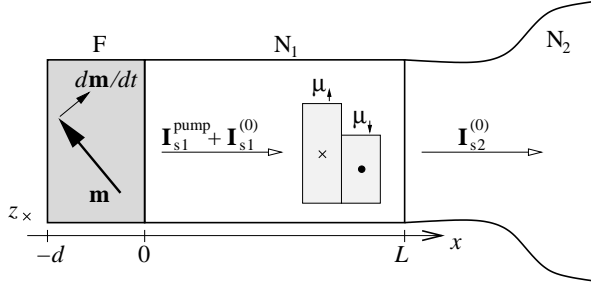 F N₁ N₂
dm/dt
μ↑
μ↓
I_s1^pump + I_s1^(0)
I_s2^(0)
m
z ×
−d 0 L x